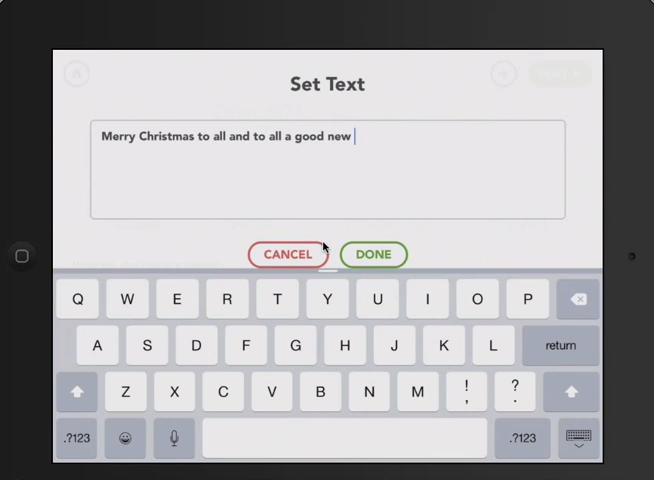 Set Text
Merry Christmas to all and to all a good new
CANCEL
DONE
Q W E R T Y U I O P
A S D F G H J K L return
Z X C V B N M ! , ? .
.?123 .?123